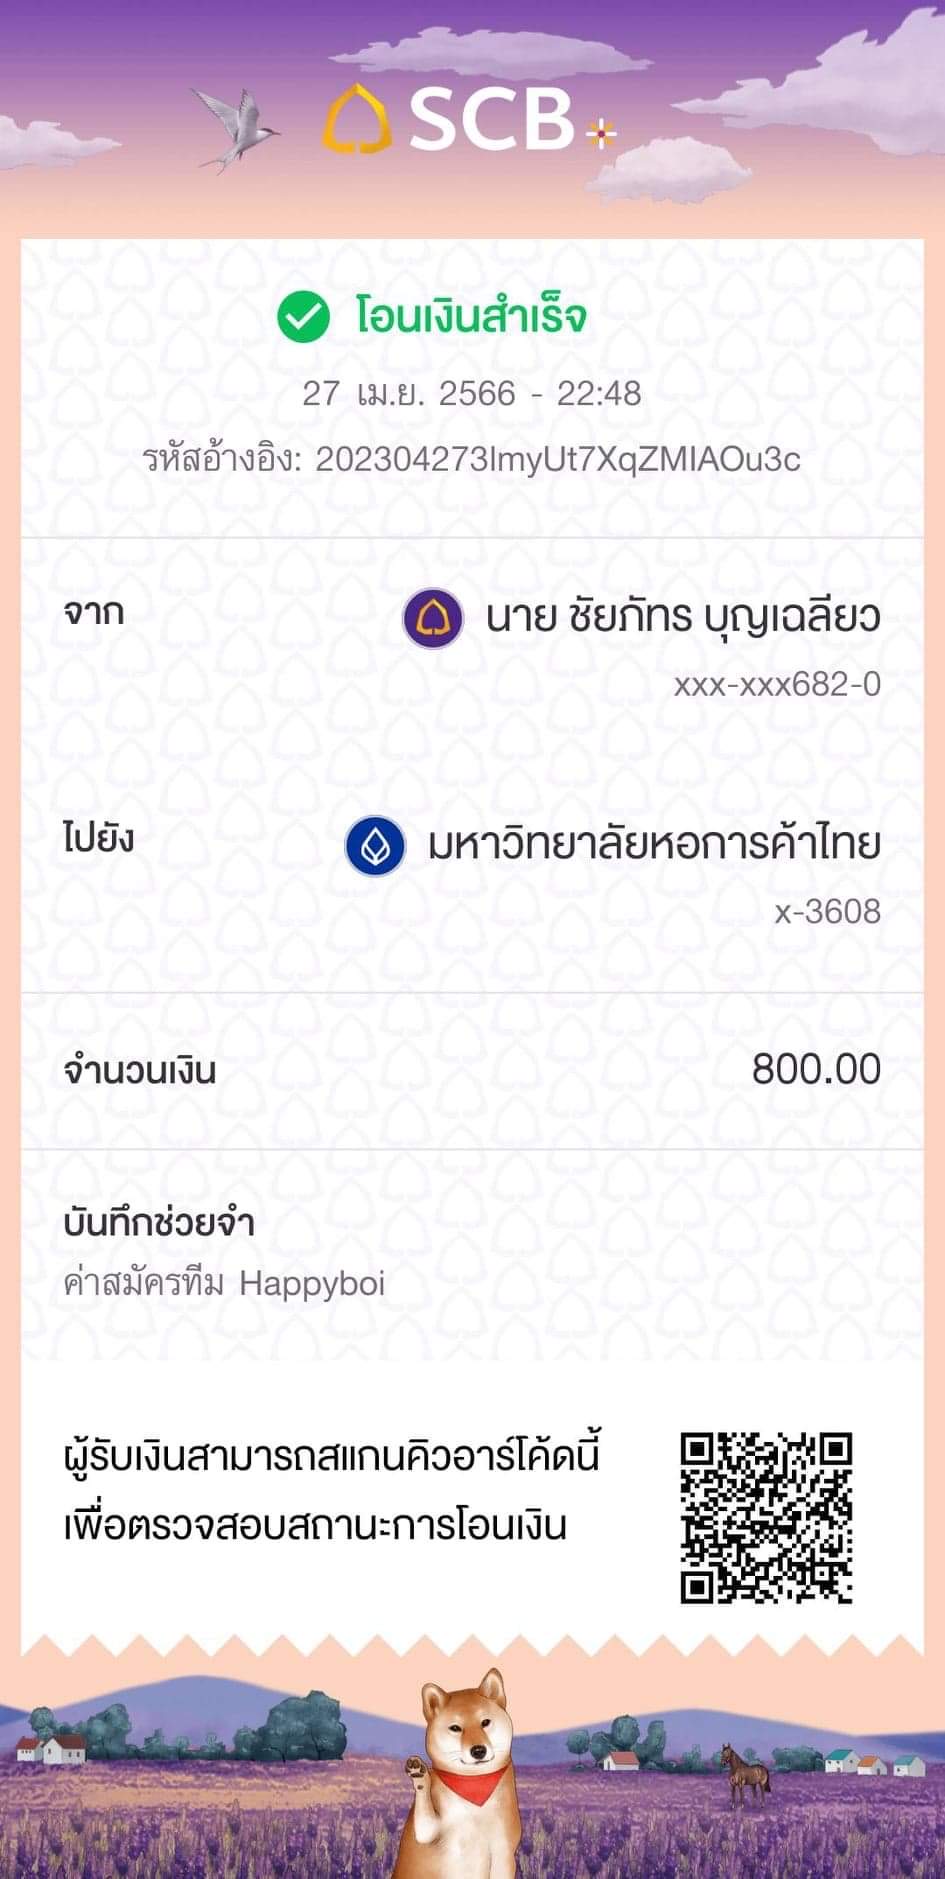 SCB
โอนเงินสำเร็จ
27 เม.ย. 2566 - 22:48
รหัสอ้างอิง: 202304273lmyUt7XqZMIAOu3c
จาก
นาย ชัยภัทร บุญเฉลียว
xxx-xxx682-0
ไปยัง
มหาวิทยาลัยหอการค้าไทย
x-3608
จำนวนเงิน
800.00
บันทึกช่วยจำ
ค่าสมัครทีม Happyboi
ผู้รับเงินสามารถสแกนคิวอาร์โค้ดนี้
เพื่อตรวจสอบสถานะการโอนเงิน